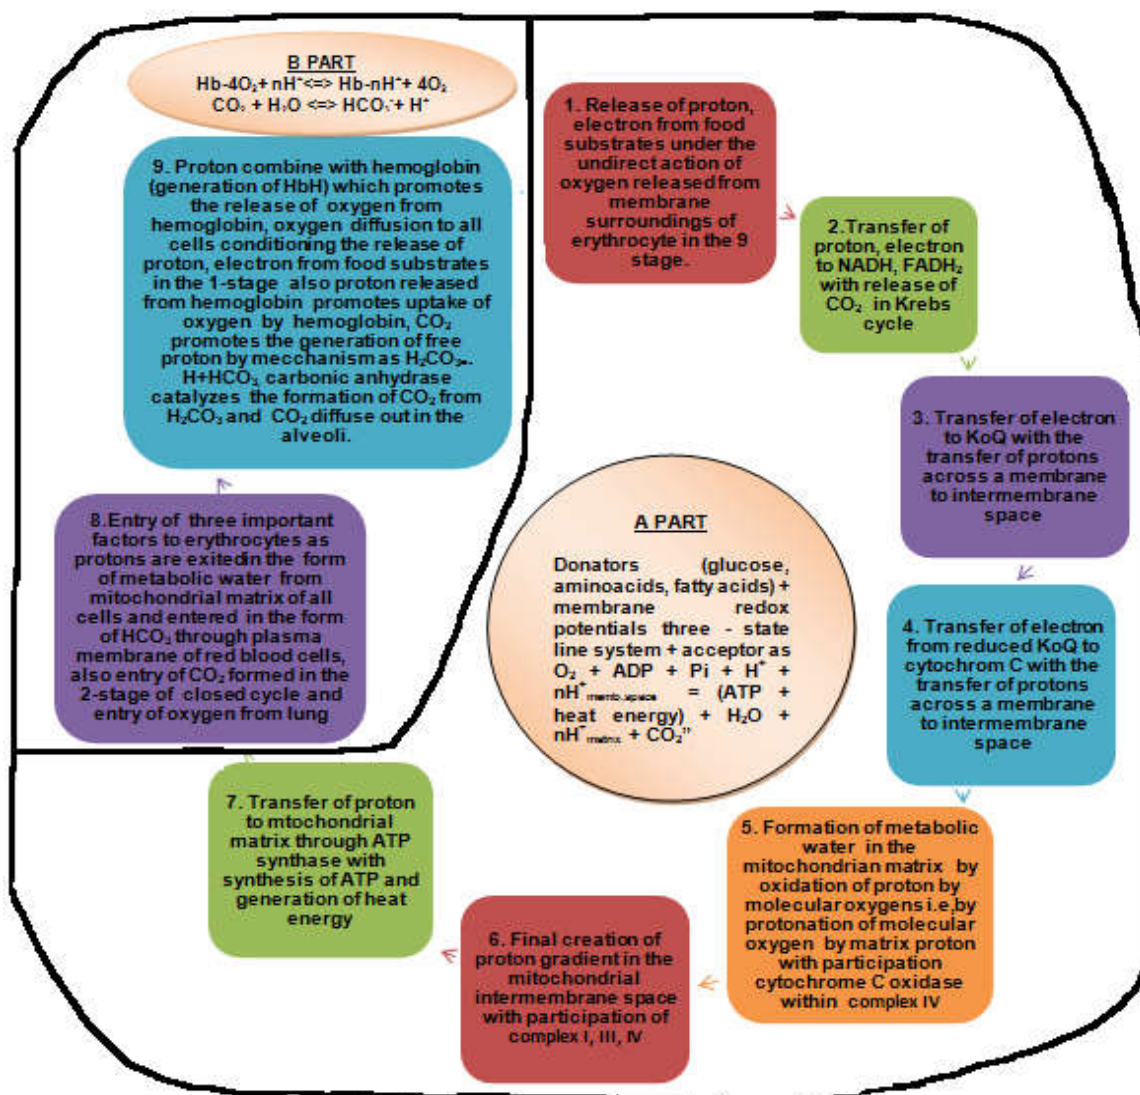 B PART
Hb-4O₂+ nH⁺<=> Hb-nH⁺+ 4O₂
CO₂ + H₂O <=> HCO₃⁻+ H⁺
9. Proton combine with hemoglobin
(generation of HbH) which promotes
the release of oxygen from
hemoglobin, oxygen diffusion to all
cells conditioning the release of
proton, electron from food substrates
in the 1-stage also proton released
from hemoglobin promotes uptake of
oxygen by hemoglobin, CO₂
promotes the generation of free
proton by mecchanism as H₂CO₃
H+HCO₃ carbonic anhydrase
catalyzes the formation of CO₂ from
H₂CO₃ and CO₂ diffuse out in the
alveoli.
1. Release of proton,
electron from food
substrates under the
undirect action of
oxygen released from
membrane
surroundings of
erythrocyte in the 9
stage.
2.Transfer of
proton, electron
to NADH, FADH₂
with release of
CO₂ in Krebs
cycle
3. Transfer of electron
to KoQ with the
transfer of protons
across a membrane
to intermembrane
space
4. Transfer of electron
from reduced KoQ to
cytochrom C with the
transfer of protons
across a membrane
to intermembrane
space
5. Formation of metabolic
water in the
mitochondrian matrix by
oxidation of proton by
molecular oxygens i.e,by
protonation of molecular
oxygen by matrix proton
with participation
cytochrome C oxidase
within complex IV
6. Final creation of
proton gradient in the
mitochondrial
intermembrane space
with participation of
complex I, III, IV
7. Transfer of proton
to mtochondrial
matrix through ATP
synthase with
synthesis of ATP and
generation of heat
energy
8.Entry of three important
factors to erythrocytes as
protons are exitedin the form
of metabolic water from
mitochondrial matrix of all
cells and entered in the form
of HCO₃ through plasma
membrane of red blood cells,
also entry of CO₂ formed in the
2-stage of closed cycle and
entry of oxygen from lung
A PART
Donators (glucose,
aminoacids, fatty acids) +
membrane redox
potentials three - state
line system + acceptor as
O₂ + ADP + Pi + H⁺ +
nH⁺memb.space = (ATP +
heat energy) + H₂O +
nH⁺matrix + CO₂”